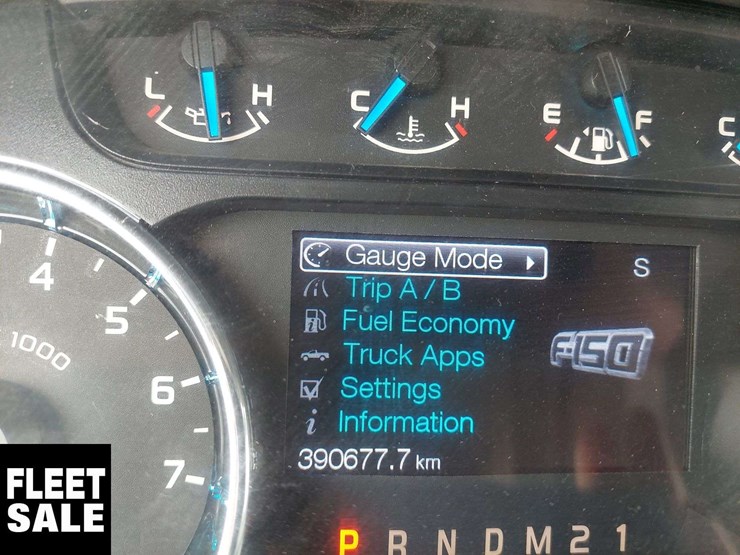 L H C H E F C
Gauge Mode S
Trip A / B
Fuel Economy
F-150
Truck Apps
Settings
Information
390677.7 km
4
5
1000
6
7
P R N D M 2 1
FLEET
SALE